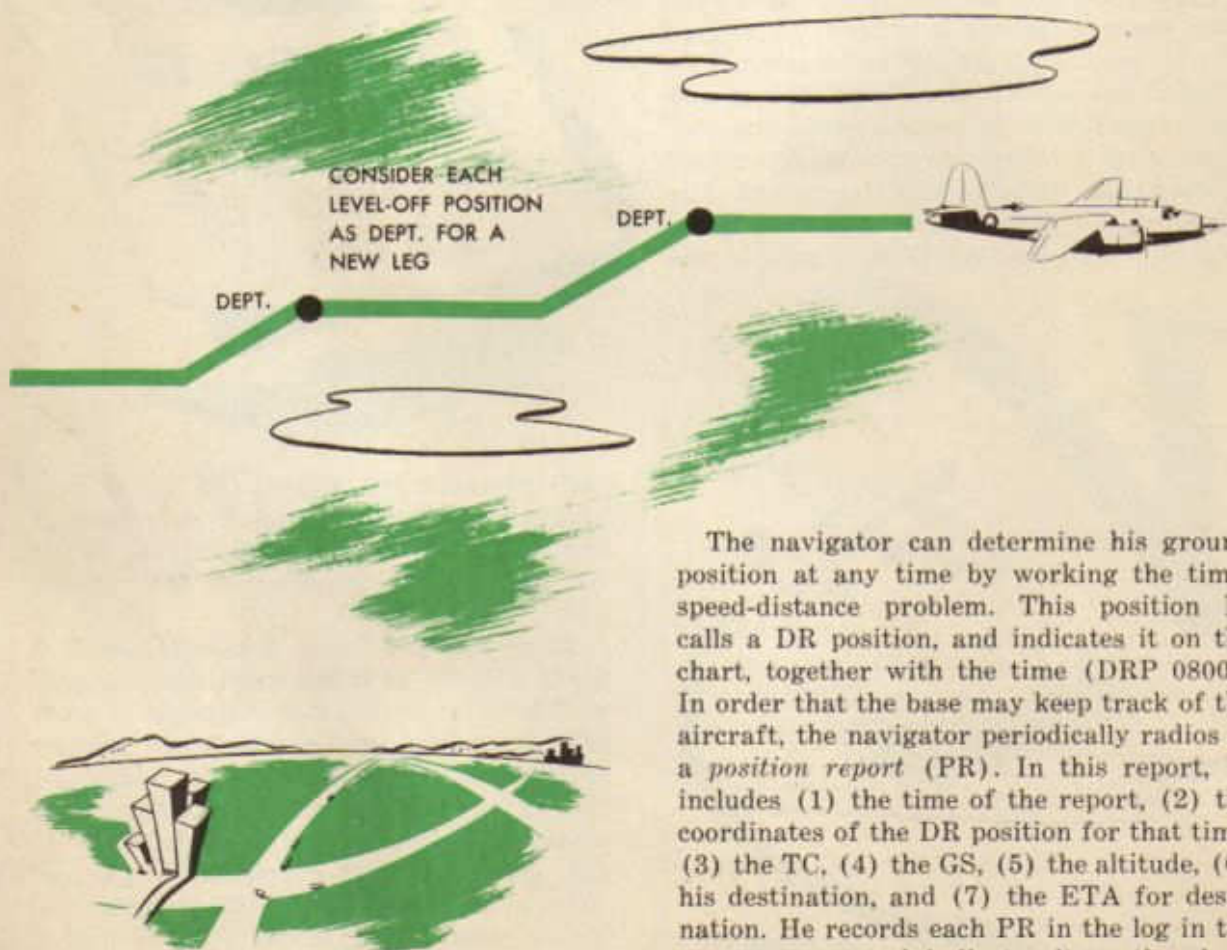 CONSIDER EACH
LEVEL-OFF POSITION
AS DEPT. FOR A
NEW LEG
DEPT.
DEPT.
The navigator can determine his groun
position at any time by working the tim
speed-distance problem. This position
calls a DR position, and indicates it on t
chart, together with the time (DRP 0800
In order that the base may keep track of t
aircraft, the navigator periodically radios
a position report (PR). In this report,
includes (1) the time of the report, (2) t
coordinates of the DR position for that tim
(3) the TC, (4) the GS, (5) the altitude, (
his destination, and (7) the ETA for des
nation. He records each PR in the log in t